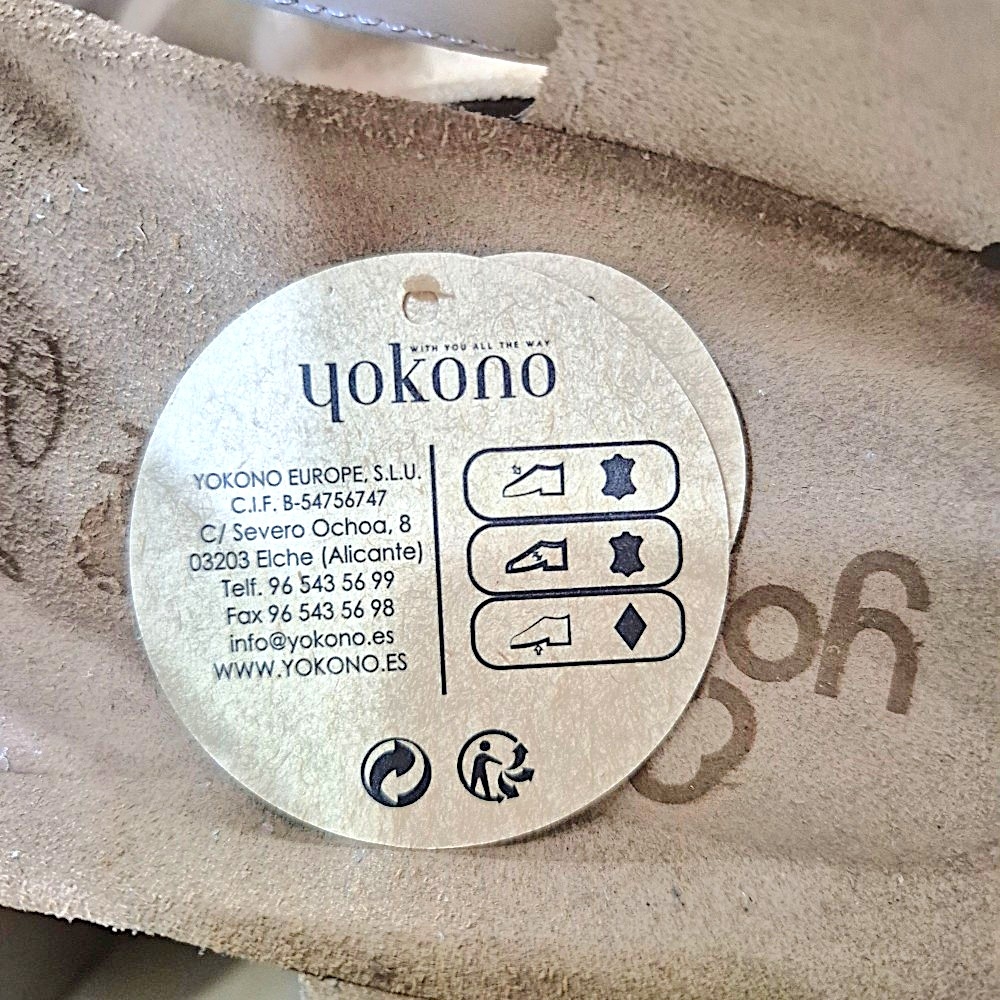 WITH YOU ALL THE WAY
yokono
YOKONO EUROPE, S.L.U.
C.I.F. B-54756747
C/ Severo Ochoa, 8
03203 Elche (Alicante)
Telf. 96 543 56 99
Fax 96 543 56 98
info@yokono.es
WWW.YOKONO.ES
yo